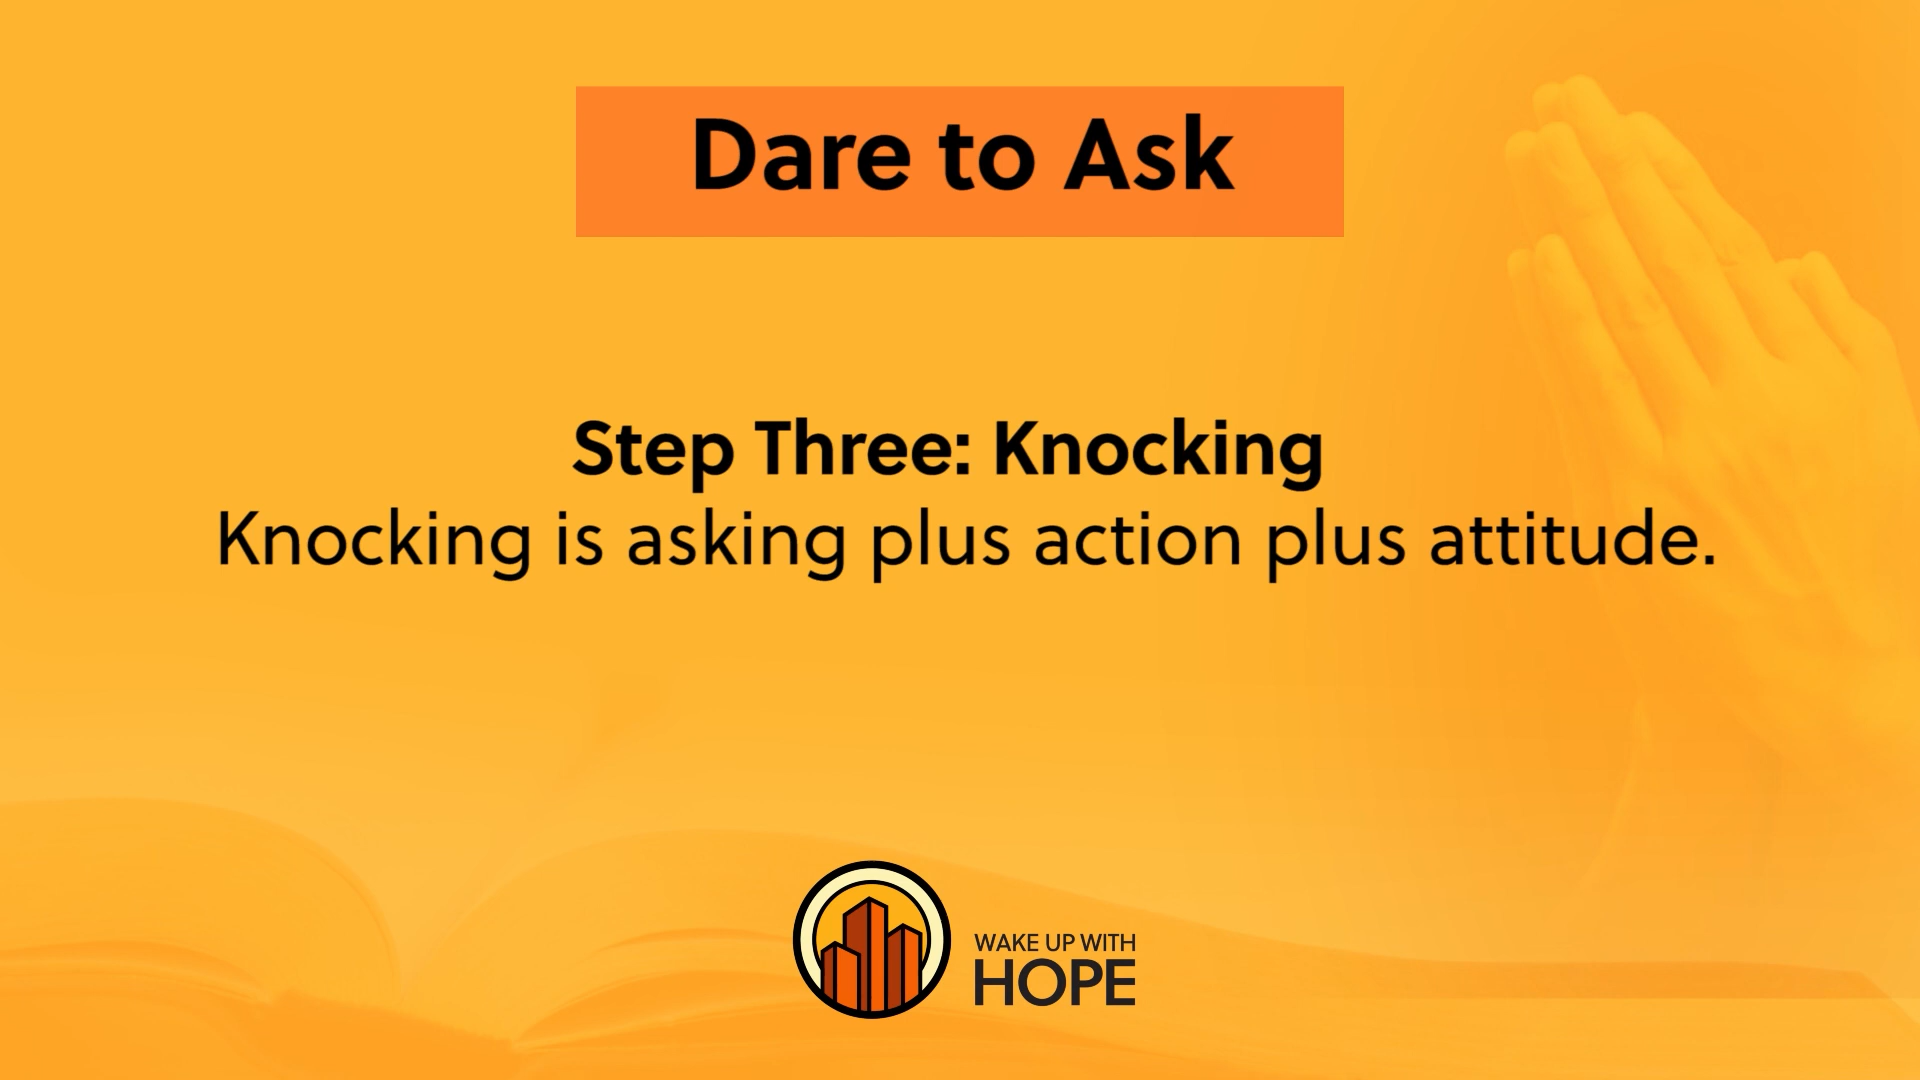 Dare to Ask
Step Three: Knocking
Knocking is asking plus action plus attitude.
WAKE UP WITH
HOPE